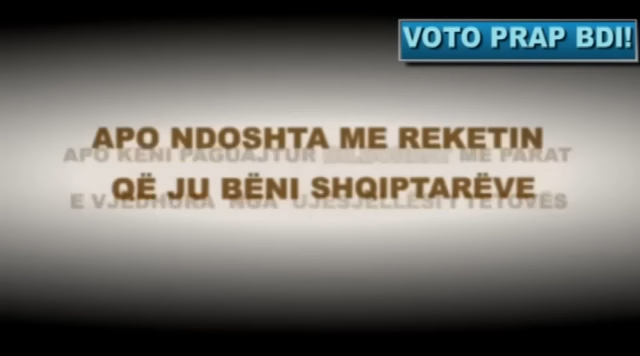 VOTO PRAP BDI!
APO NDOSHTA ME REKETIN
APO KENI PAGUAJTUR ME PARAT
QË JU BËNI SHQIPTARËVE
E VJEDHURA NGA UJESJELLËSI I TETOVËS